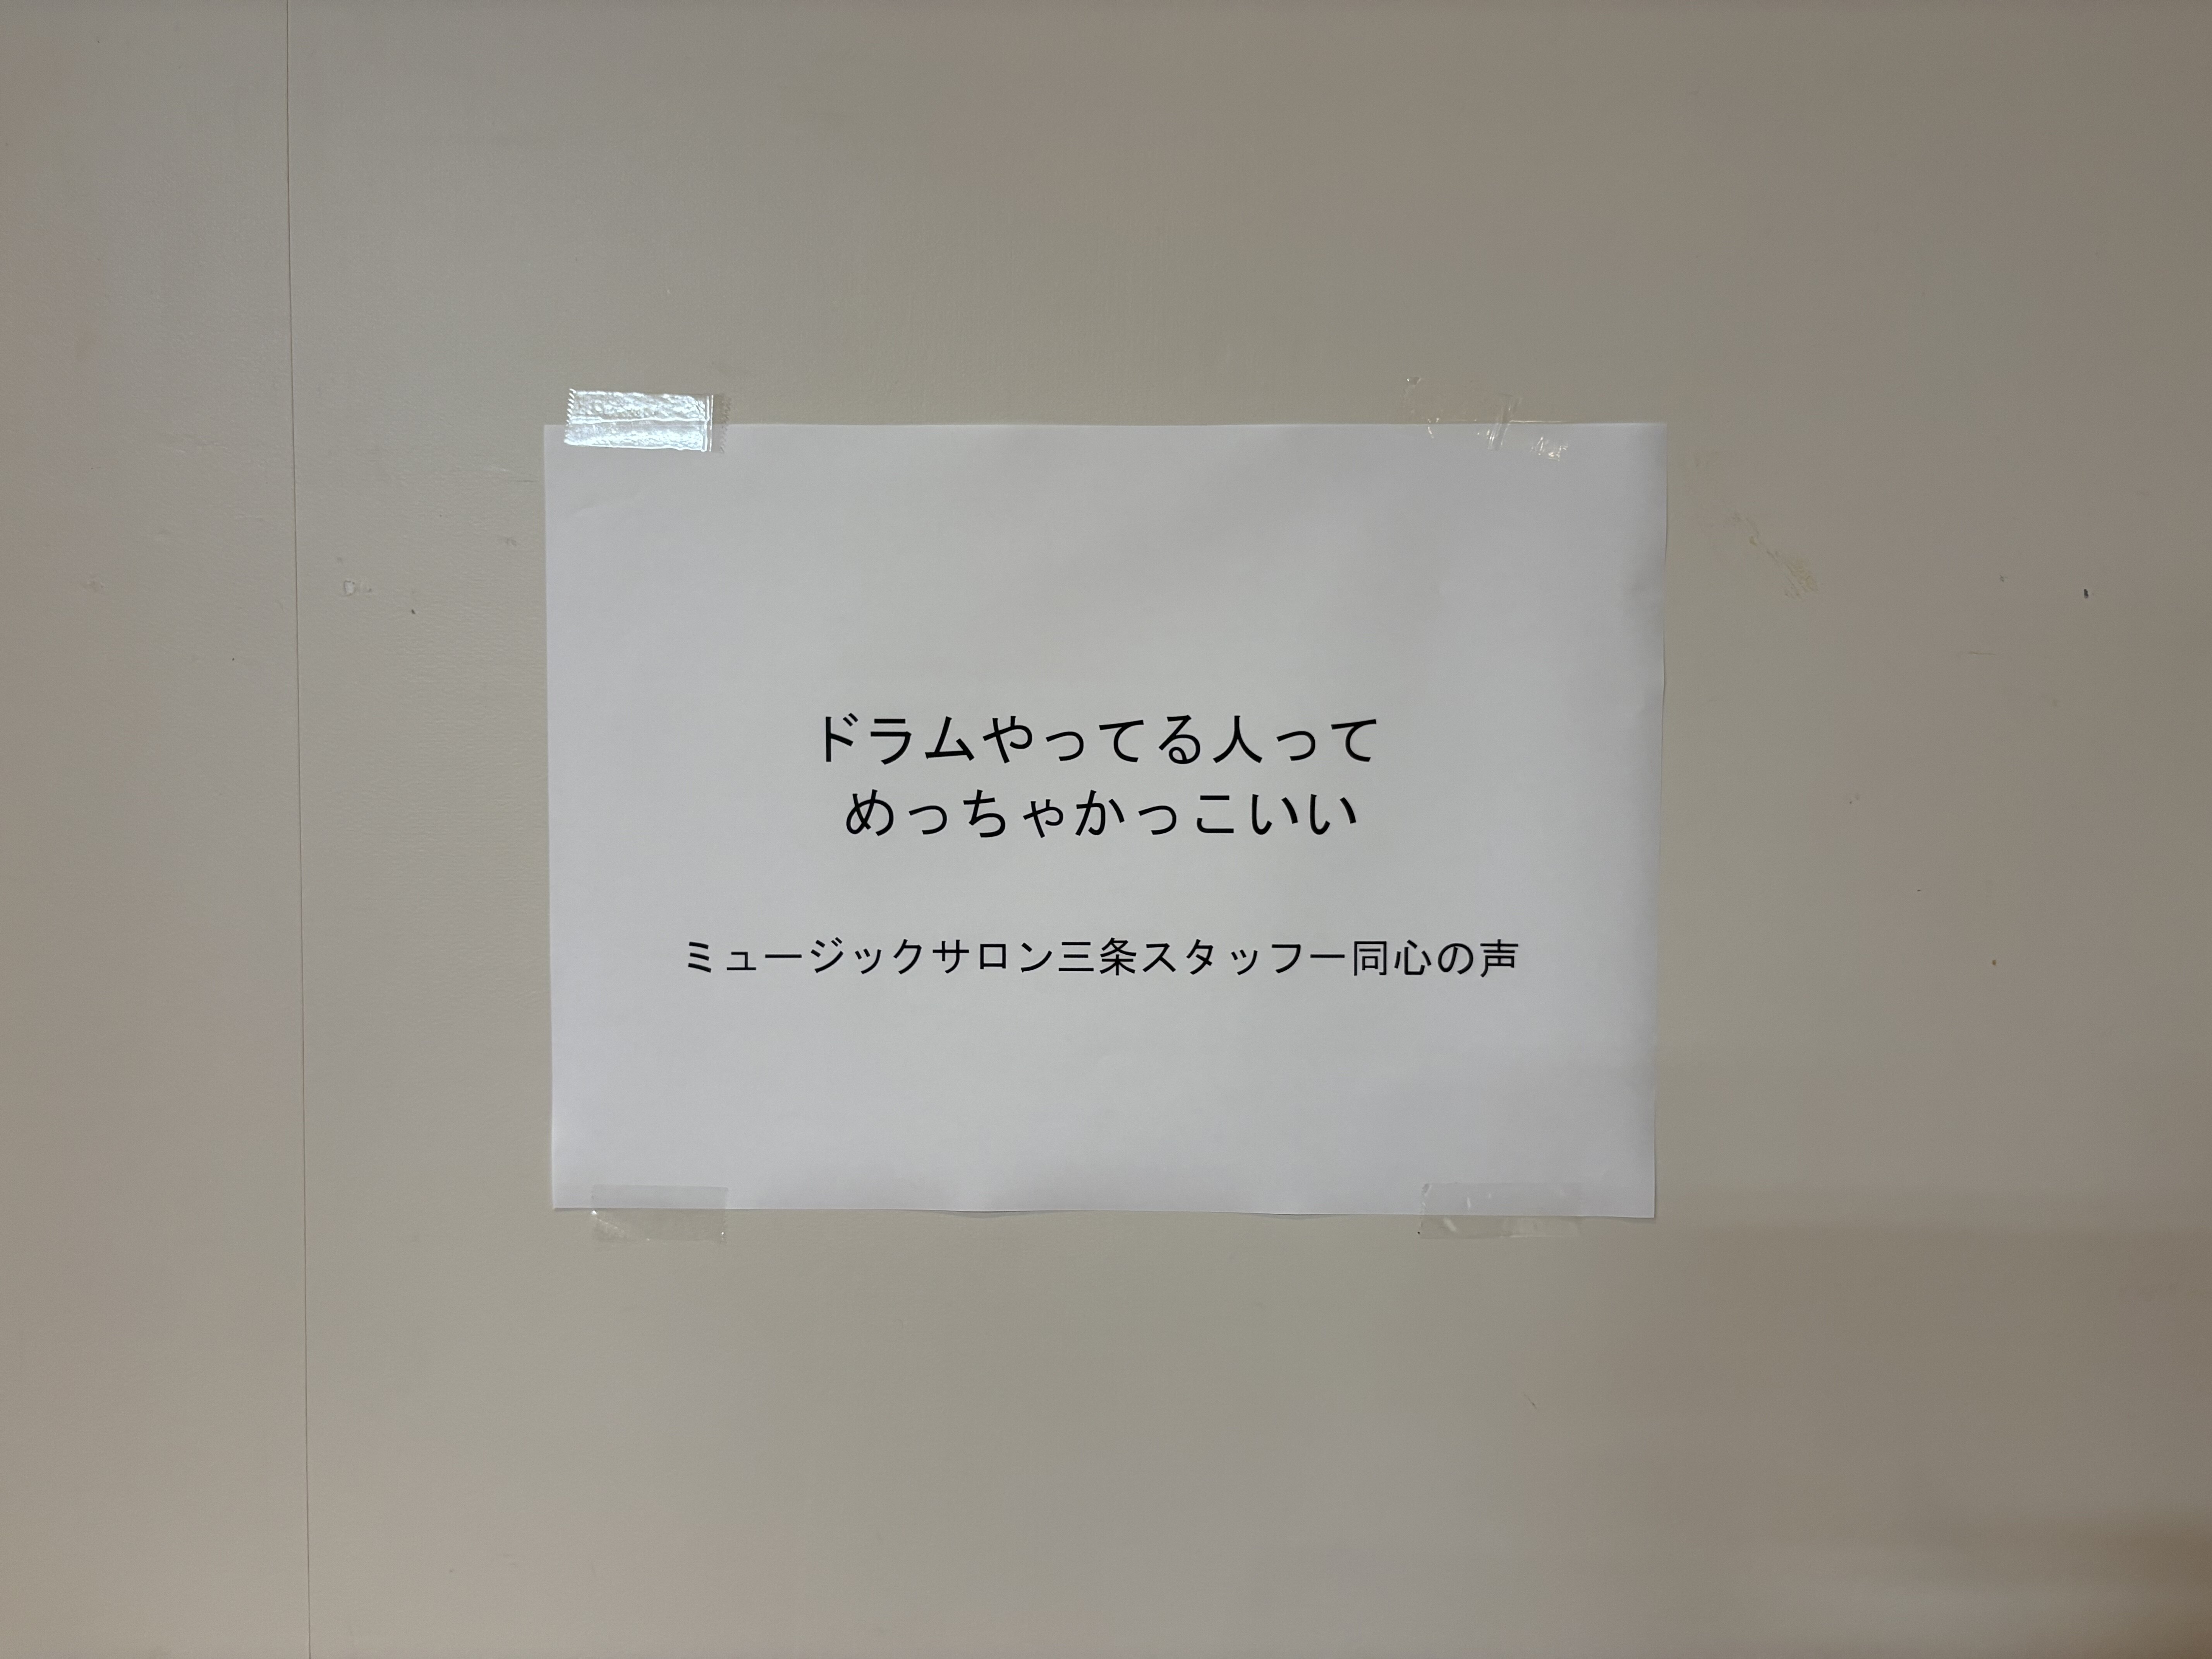 ドラムやってる人って
めっちゃかっこいい
ミュージックサロン三条スタッフ一同心の声